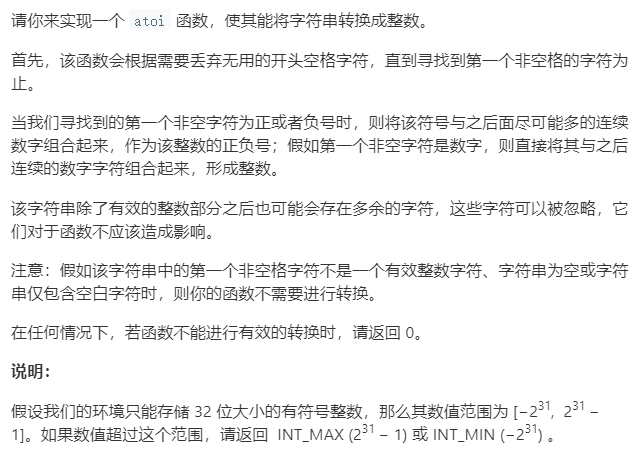 请你来实现一个 atoi 函数，使其能将字符串转换成整数。
首先，该函数会根据需要丢弃无用的开头空格字符，直到寻找到第一个非空格的字符为
止。
当我们寻找到的第一个非空字符为正或者负号时，则将该符号与之后面尽可能多的连续
数字组合起来，作为该整数的正负号；假如第一个非空字符是数字，则直接将其与之后
连续的数字字符组合起来，形成整数。
该字符串除了有效的整数部分之后也可能会存在多余的字符，这些字符可以被忽略，它
们对于函数不应该造成影响。
注意：假如该字符串中的第一个非空格字符不是一个有效整数字符、字符串为空或字符
串仅包含空白字符时，则你的函数不需要进行转换。
在任何情况下，若函数不能进行有效的转换时，请返回 0。
说明：
假设我们的环境只能存储 32 位大小的有符号整数，那么其数值范围为 [−2³¹, 2³¹ −
1]。如果数值超过这个范围，请返回 INT_MAX (2³¹ − 1) 或 INT_MIN (−2³¹) 。